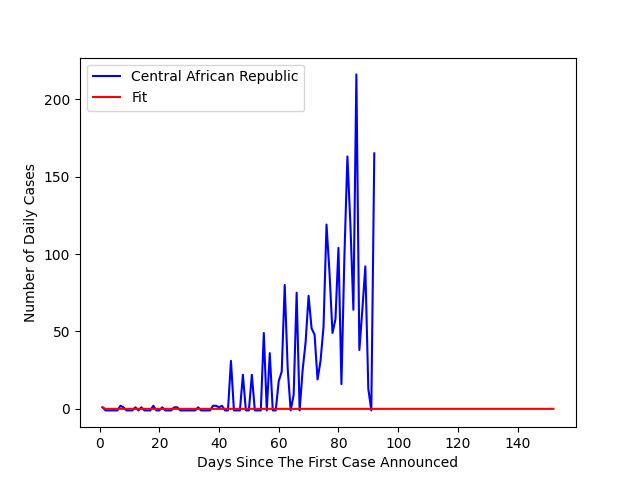 Central African Republic
Fit
Number of Daily Cases
200
150
100
50
0
0 20 40 60 80 100 120 140
Days Since The First Case Announced